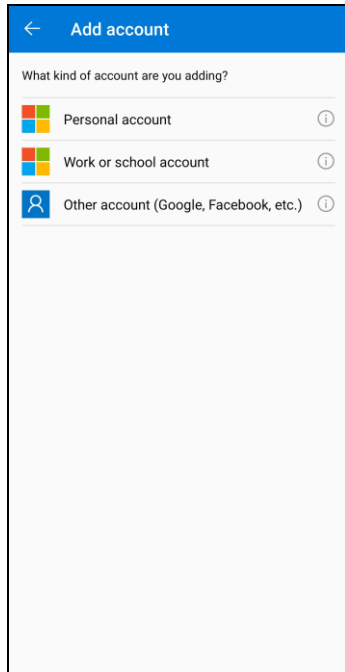 Add account
What kind of account are you adding?
Personal account
Work or school account
Other account (Google, Facebook, etc.)